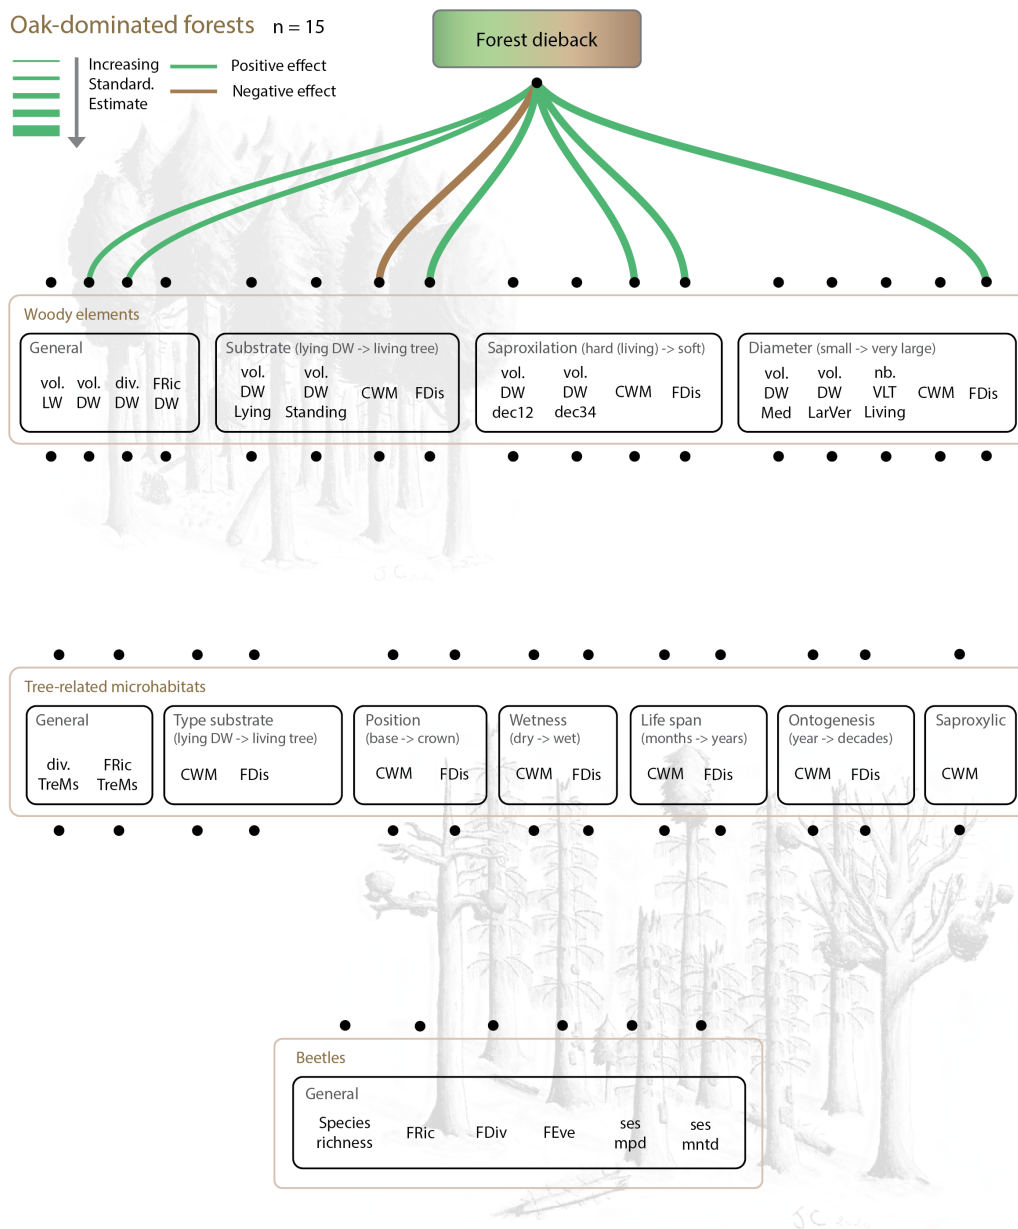 Oak-dominated forests n = 15
Forest dieback
Increasing
Standard.
Estimate
Positive effect
Negative effect
Woody elements
General
vol.
LW
vol.
DW
div.
DW
FRic
DW
Substrate (lying DW -> living tree)
vol.
DW
Lying
vol.
DW
Standing
CWM
FDis
Saproxilation (hard (living) -> soft)
vol.
DW
dec12
vol.
DW
dec34
CWM
FDis
Diameter (small -> very large)
vol.
DW
Med
vol.
DW
LarVer
nb.
VLT
Living
CWM
FDis
Tree-related microhabitats
General
div.
TreMs
FRic
TreMs
Type substrate
(lying DW -> living tree)
CWM
FDis
Position
(base -> crown)
CWM
FDis
Wetness
(dry -> wet)
CWM
FDis
Life span
(months -> years)
CWM
FDis
Ontogenesis
(year -> decades)
CWM
FDis
Saproxylic
CWM
Beetles
General
Species
richness
FRic
FDiv
FEve
ses
mpd
ses
mntd
J C